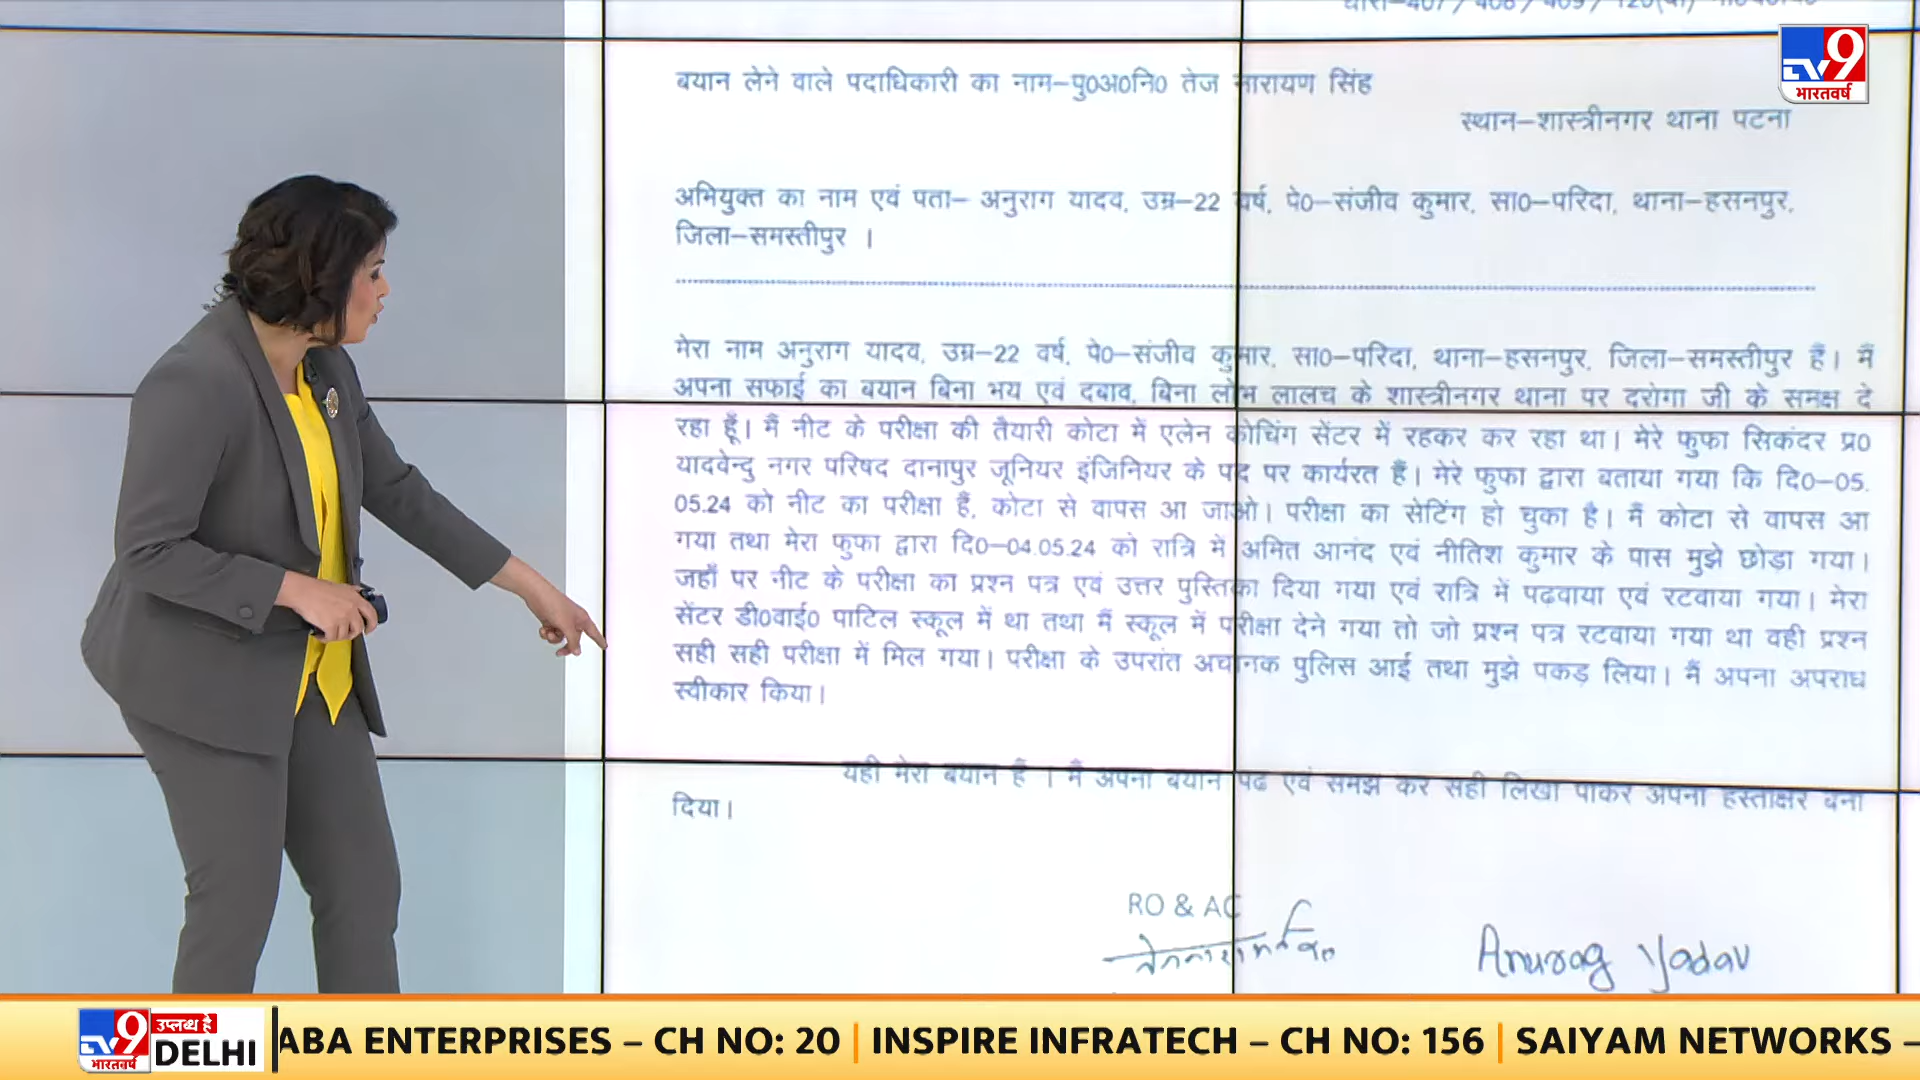 बयान लेने वाले पदाधिकारी का नाम–पु0अ0नि0 तेज नारायण सिंह
स्थान–शास्त्रीनगर थाना पटना
अभियुक्त का नाम एवं पता– अनुराग यादव, उम्र–22 वर्ष, पे0–संजीव कुमार, सा0–परिदा, थाना–हसनपुर,
जिला–समस्तीपुर ।
मेरा नाम अनुराग यादव, उम्र–22 वर्ष, पे0–संजीव कुमार, सा0–परिदा, थाना–हसनपुर, जिला–समस्तीपुर है। मैं
अपना सफाई का बयान बिना भय एवं दबाव, बिना लोभ लालच के शास्त्रीनगर थाना पर दरोगा जी के समक्ष दे
रहा हूँ। मैं नीट के परीक्षा की तैयारी कोटा में एलेन कोचिंग सेंटर में रहकर कर रहा था। मेरे फुफा सिकंदर प्र0
यादवेन्दु नगर परिषद दानापुर जूनियर इंजिनियर के पद पर कार्यरत हैं। मेरे फुफा द्वारा बताया गया कि दि0–05.
05.24 को नीट का परीक्षा हैं, कोटा से वापस आ जाओ। परीक्षा का सेटिंग हो चुका है। मैं कोटा से वापस आ
गया तथा मेरा फुफा द्वारा दि0–04.05.24 को रात्रि में अमित आनंद एवं नीतिश कुमार के पास मुझे छोड़ा गया।
जहाँ पर नीट के परीक्षा का प्रश्न पत्र एवं उत्तर पुस्तिका दिया गया एवं रात्रि में पढवाया एवं रटवाया गया। मेरा
सेंटर डी0वाई0 पाटिल स्कूल में था तथा मैं स्कूल में परीक्षा देने गया तो जो प्रश्न पत्र रटवाया गया था वही प्रश्न
सही सही परीक्षा में मिल गया। परीक्षा के उपरांत अचानक पुलिस आई तथा मुझे पकड़ लिया। मैं अपना अपराध
स्वीकार किया।
यही मेरा बयान हैं । मैं अपना बयान पढ एवं समझ कर सही लिखा पाकर अपना हस्ताक्षर बना
दिया।
RO & AC
Anurag Yadav
TV9
भारतवर्ष
TV9
भारतवर्ष
उपलब्ध है
DELHI
ABA ENTERPRISES – CH NO: 20 | INSPIRE INFRATECH – CH NO: 156 | SAIYAM NETWORKS –